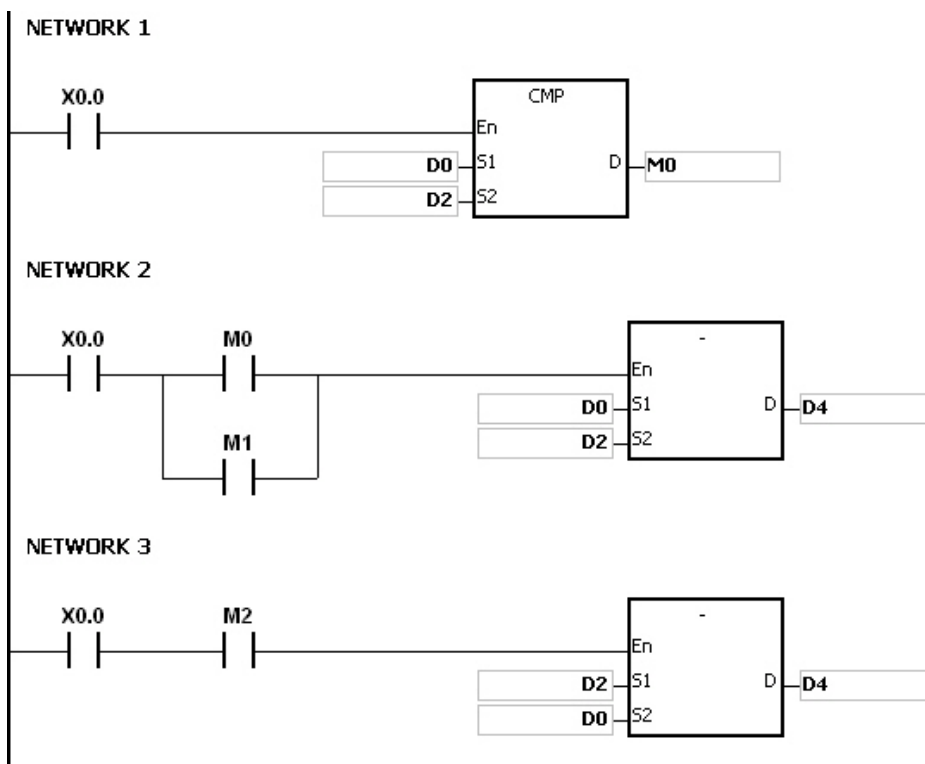 NETWORK 1
X0.0
CMP
En
D0 S1 D M0
D2 S2
NETWORK 2
X0.0 M0
-
En
D0 S1 D D4
D2 S2
M1
NETWORK 3
X0.0 M2
-
En
D2 S1 D D4
D0 S2